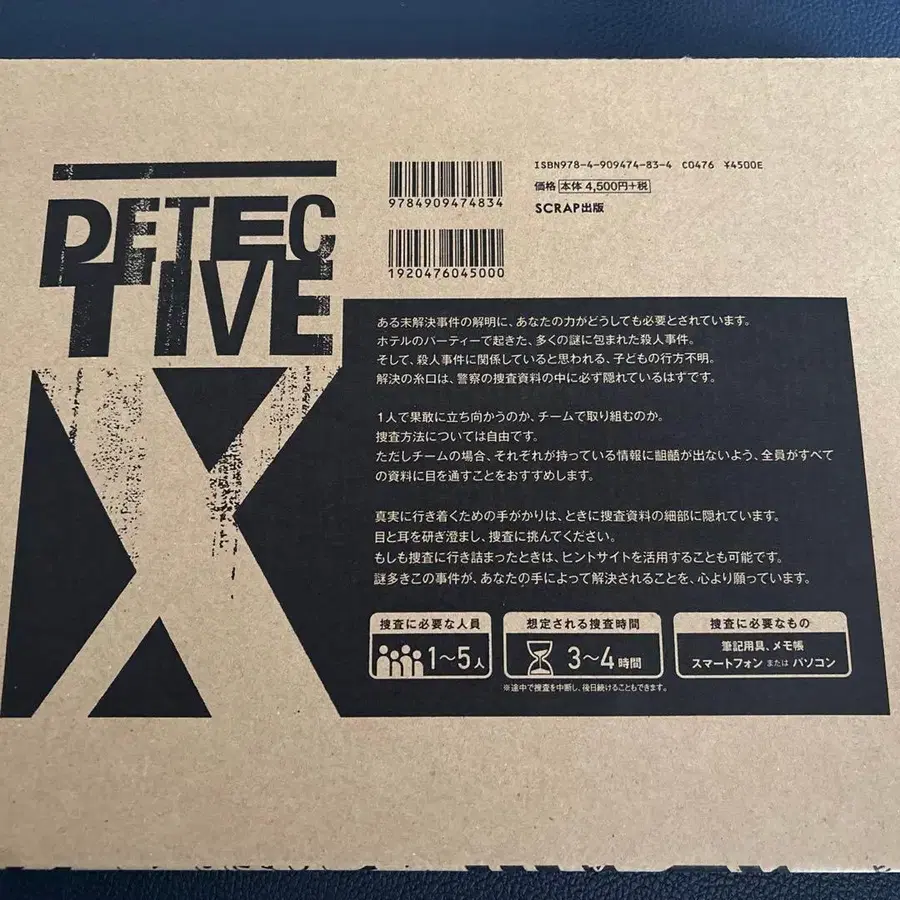 DETEC
TIVE
X
9784909474834
1920476045000
ISBN978-4-909474-83-4 C0476 ¥4500E
価格 本体 4,500円+税
SCRAP出版
ある未解決事件の解明に、あなたの力がどうしても必要とされています。
ホテルのパーティーで起きた、多くの謎に包まれた殺人事件。
そして、殺人事件に関係していると思われる、子どもの行方不明。
解決の糸口は、警察の捜査資料の中に必ず隠れているはずです。
1人で果敢に立ち向かうのか、チームで取り組むのか。
捜査方法については自由です。
ただしチームの場合、それぞれが持っている情報に齟齬が出ないよう、全員がすべて
の資料に目を通すことをおすすめします。
真実に行き着くための手がかりは、ときに捜査資料の細部に隠れています。
目と耳を研ぎ澄まし、捜査に挑んでください。
もしも捜査に行き詰まったときは、ヒントサイトを活用することも可能です。
謎多きこの事件が、あなたの手によって解決されることを、心より願っています。
捜査に必要な人員
1〜5人
想定される捜査時間
3〜4時間
※途中で捜査を中断し、後日続けることもできます。
捜査に必要なもの
筆記用具、メモ帳
スマートフォン または パソコン